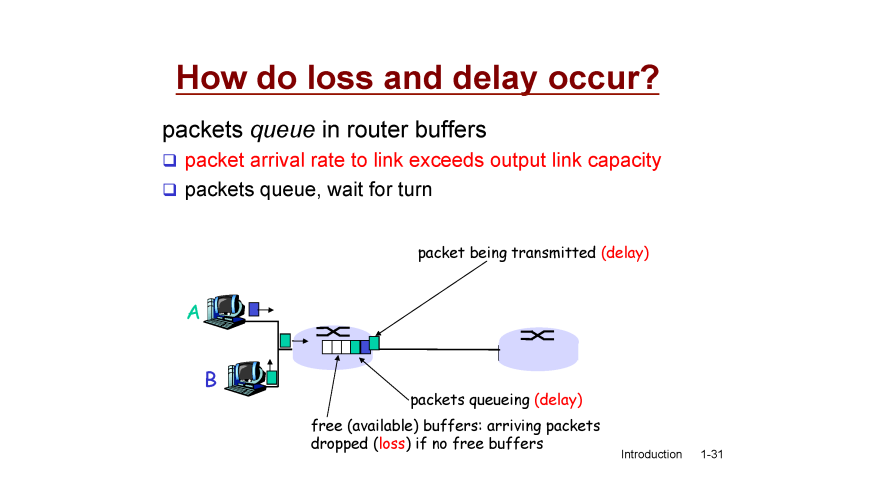 How do loss and delay occur?
packets queue in router buffers
packet arrival rate to link exceeds output link capacity
packets queue, wait for turn
packet being transmitted (delay)
A
B
packets queueing (delay)
free (available) buffers: arriving packets
dropped (loss) if no free buffers
Introduction 1-31